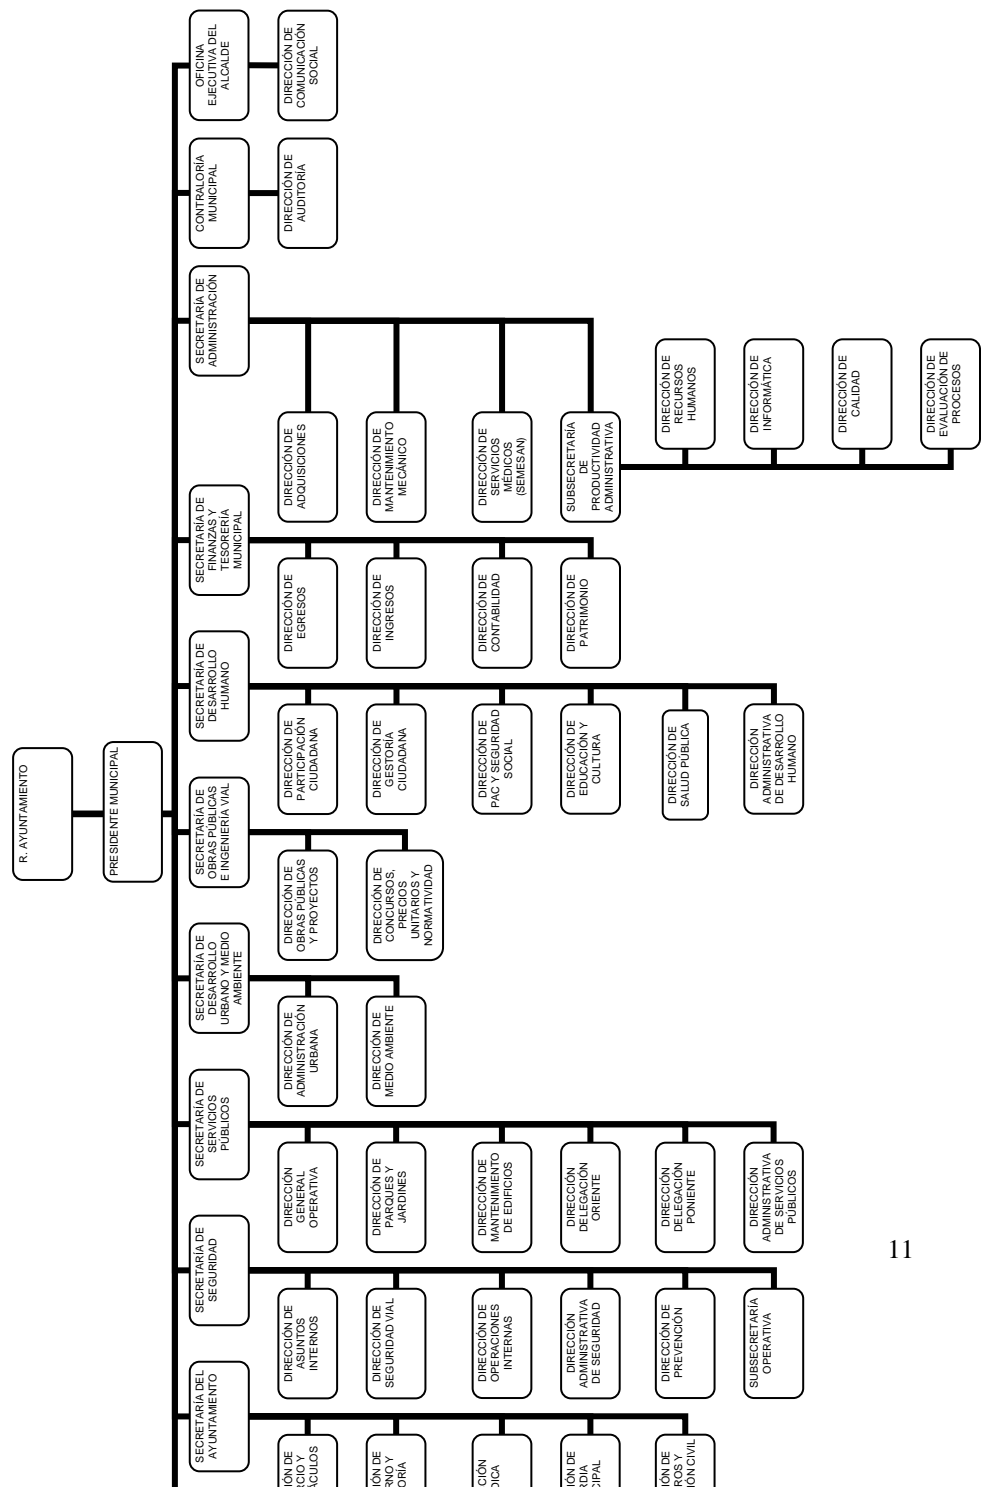 R. AYUNTAMIENTO
PRESIDENTE MUNICIPAL
SECRETARÍA DEL
AYUNTAMIENTO
SECRETARÍA DE
SEGURIDAD
DIRECCIÓN DE
ASUNTOS
INTERNOS
DIRECCIÓN DE
SEGURIDAD VIAL
DIRECCIÓN DE
OPERACIONES
INTERNAS
DIRECCIÓN
ADMINISTRATIVA
DE SEGURIDAD
DIRECCIÓN DE
PREVENCIÓN
SUBSECRETARÍA
OPERATIVA
SECRETARÍA DE
SERVICIOS
PÚBLICOS
DIRECCIÓN
GENERAL
OPERATIVA
DIRECCIÓN DE
PARQUES Y
JARDINES
DIRECCIÓN DE
MANTENIMIENTO
DE EDIFICIOS
DIRECCIÓN
DELEGACIÓN
ORIENTE
DIRECCIÓN
DELEGACIÓN
PONIENTE
DIRECCIÓN
ADMINISTRATIVA
DE SERVICIOS
PÚBLICOS
SECRETARÍA DE
DESARROLLO
URBANO Y MEDIO
AMBIENTE
DIRECCIÓN DE
ADMINISTRACIÓN
URBANA
DIRECCIÓN DE
MEDIO AMBIENTE
SECRETARÍA DE
OBRAS PÚBLICAS
E INGENIERÍA VIAL
DIRECCIÓN DE
OBRAS PÚBLICAS
Y PROYECTOS
DIRECCIÓN DE
CONCURSOS,
PRECIOS
UNITARIOS Y
NORMATIVIDAD
SECRETARÍA DE
DESARROLLO
HUMANO
DIRECCIÓN DE
PARTICIPACIÓN
CIUDADANA
DIRECCIÓN DE
GESTORÍA
CIUDADANA
DIRECCIÓN DE
PAC Y SEGURIDAD
SOCIAL
DIRECCIÓN DE
EDUCACIÓN Y
CULTURA
DIRECCIÓN DE
SALUD PÚBLICA
DIRECCIÓN
ADMINISTRATIVA
DE DESARROLLO
HUMANO
SECRETARÍA DE
FINANZAS Y
TESORERÍA
MUNICIPAL
DIRECCIÓN DE
EGRESOS
DIRECCIÓN DE
INGRESOS
DIRECCIÓN DE
CONTABILIDAD
DIRECCIÓN DE
PATRIMONIO
SECRETARÍA DE
ADMINISTRACIÓN
DIRECCIÓN DE
ADQUISICIONES
DIRECCIÓN DE
MANTENIMIENTO
MECÁNICO
DIRECCIÓN DE
SERVICIOS
MÉDICOS
(SEMESAN)
SUBSECRETARÍA
DE
PRODUCTIVIDAD
ADMINISTRATIVA
DIRECCIÓN DE
RECURSOS
HUMANOS
DIRECCIÓN DE
INFORMÁTICA
DIRECCIÓN DE
CALIDAD
DIRECCIÓN DE
EVALUACIÓN DE
PROCESOS
CONTRALORÍA
MUNICIPAL
DIRECCIÓN DE
AUDITORÍA
OFICINA
EJECUTIVA DEL
ALCALDE
DIRECCIÓN DE
COMUNICACIÓN
SOCIAL
11